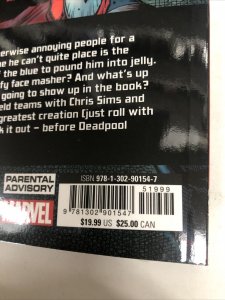 erwise annoying people for a
e he can't quite place is the
f the blue to pound him into jelly.
fy face masher? And what's up
going to show up in the book?
eld teams with Chris Sims and
greatest creation (just roll with
k it out – before Deadpool
PARENTAL
ADVISORY
MARVEL
ISBN 978-1-302-90154-7
51999
9 781302 901547
$19.99 US $25.00 CAN